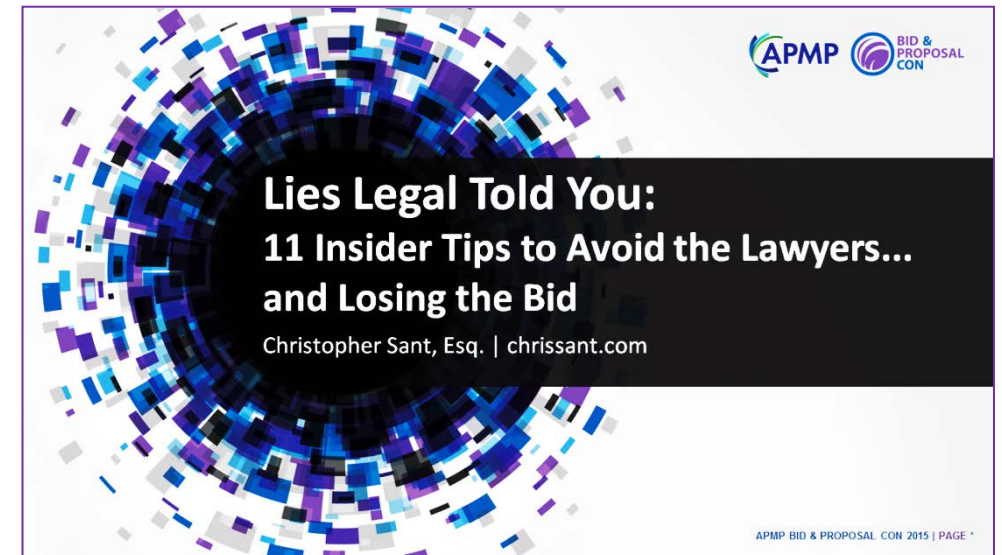 APMP
BID &
PROPOSAL
CON
Lies Legal Told You:
11 Insider Tips to Avoid the Lawyers...
and Losing the Bid
Christopher Sant, Esq. | chrissant.com
APMP BID & PROPOSAL CON 2015 | PAGE *